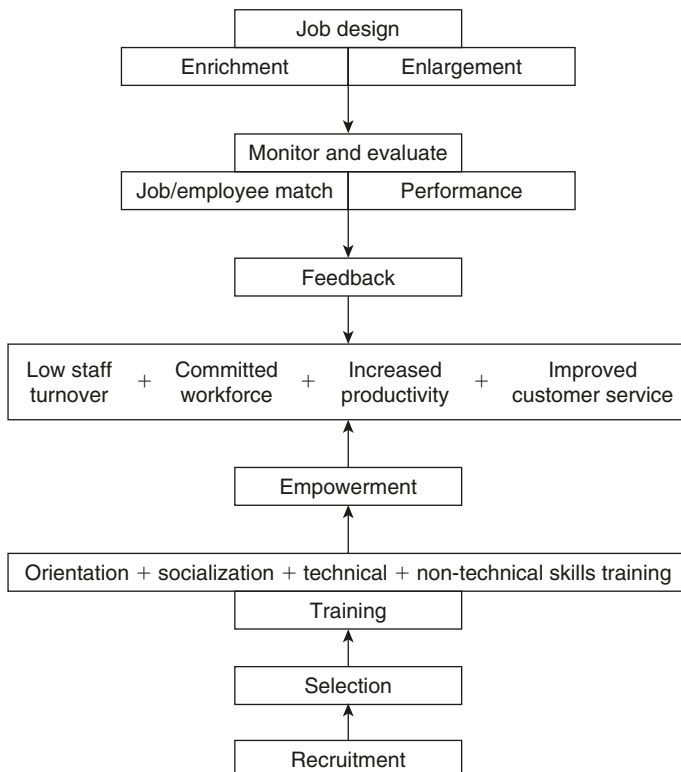 Job design
Enrichment Enlargement
Monitor and evaluate
Job/employee match Performance
Feedback
Low staff turnover + Committed workforce + Increased productivity + Improved customer service
Empowerment
Orientation + socialization + technical + non-technical skills training
Training
Selection
Recruitment